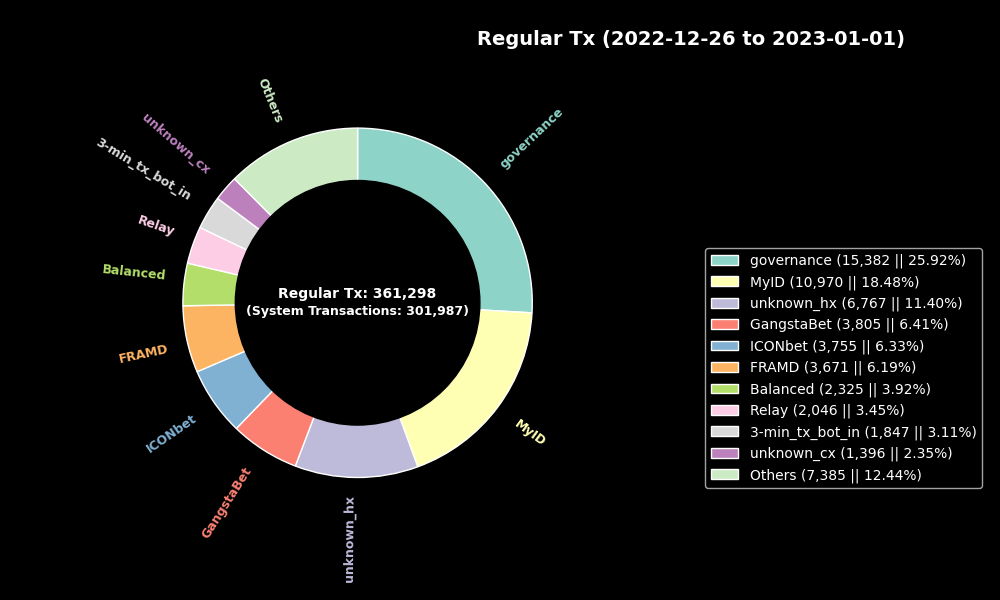 Regular Tx (2022-12-26 to 2023-01-01)
Others
governance
unknown_cx
3-min_tx_bot_in
Relay
Balanced
FRAMD
ICONbet
GangstaBet
unknown_hx
MyID
Regular Tx: 361,298
(System Transactions: 301,987)
governance (15,382 || 25.92%)
MyID (10,970 || 18.48%)
unknown_hx (6,767 || 11.40%)
GangstaBet (3,805 || 6.41%)
ICONbet (3,755 || 6.33%)
FRAMD (3,671 || 6.19%)
Balanced (2,325 || 3.92%)
Relay (2,046 || 3.45%)
3-min_tx_bot_in (1,847 || 3.11%)
unknown_cx (1,396 || 2.35%)
Others (7,385 || 12.44%)